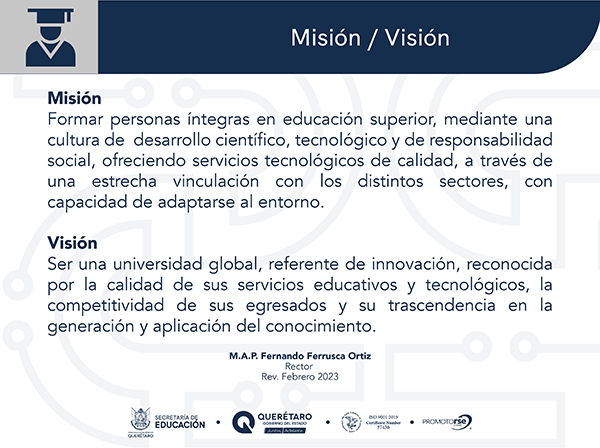 Misión / Visión
Misión
Formar personas íntegras en educación superior, mediante una
cultura de desarrollo científico, tecnológico y de responsabilidad
social, ofreciendo servicios tecnológicos de calidad, a través de
una estrecha vinculación con los distintos sectores, con
capacidad de adaptarse al entorno.
Visión
Ser una universidad global, referente de innovación, reconocida
por la calidad de sus servicios educativos y tecnológicos, la
competitividad de sus egresados y su trascendencia en la
generación y aplicación del conocimiento.
M.A.P. Fernando Ferrusca Ortiz
Rector
Rev. Febrero 2023
QUERÉTARO
SECRETARÍA DE
EDUCACIÓN
QUERÉTARO
GOBIERNO DEL ESTADO
Juntos, Adelante.
ISO 9001:2015
Certificate Number
57436
PROMOTORSE